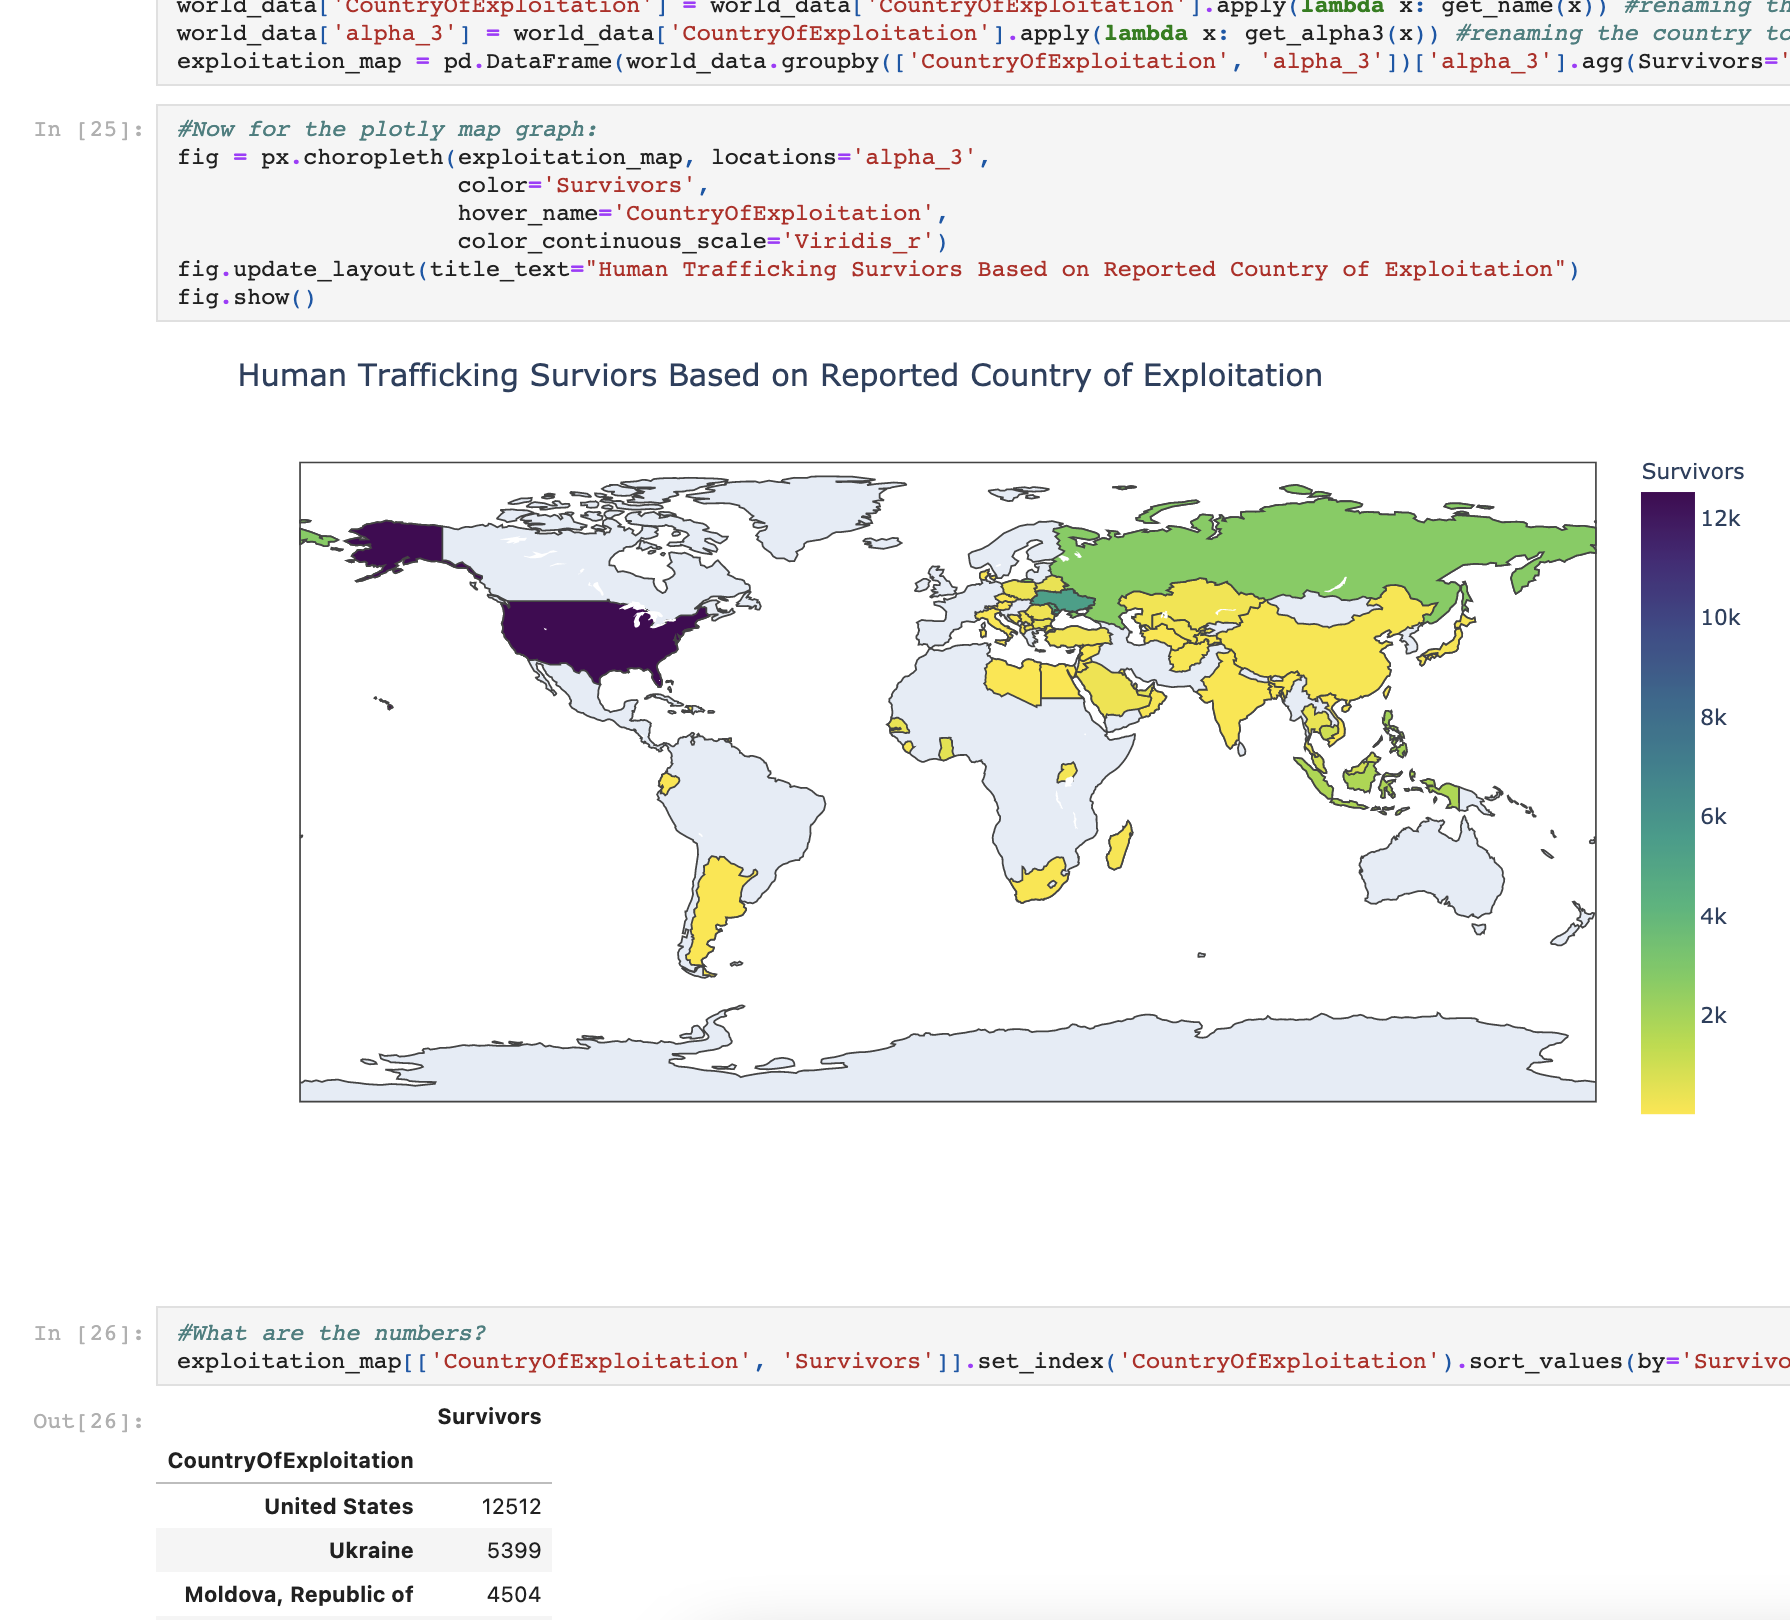 world_data['CountryOfExploitation'] = world_data['CountryOfExploitation'].apply(lambda x: get_name(x)) #renaming th
world_data['alpha_3'] = world_data['CountryOfExploitation'].apply(lambda x: get_alpha3(x)) #renaming the country to
exploitation_map = pd.DataFrame(world_data.groupby(['CountryOfExploitation', 'alpha_3'])['alpha_3'].agg(Survivors='
In [25]:
#Now for the plotly map graph:
fig = px.choropleth(exploitation_map, locations='alpha_3',
color='Survivors',
hover_name='CountryOfExploitation',
color_continuous_scale='Viridis_r')
fig.update_layout(title_text="Human Trafficking Surviors Based on Reported Country of Exploitation")
fig.show()
Human Trafficking Surviors Based on Reported Country of Exploitation
Survivors
12k
10k
8k
6k
4k
2k
In [26]:
#What are the numbers?
exploitation_map[['CountryOfExploitation', 'Survivors']].set_index('CountryOfExploitation').sort_values(by='Survivo
Out[26]:
Survivors
CountryOfExploitation
United States 12512
Ukraine 5399
Moldova, Republic of 4504